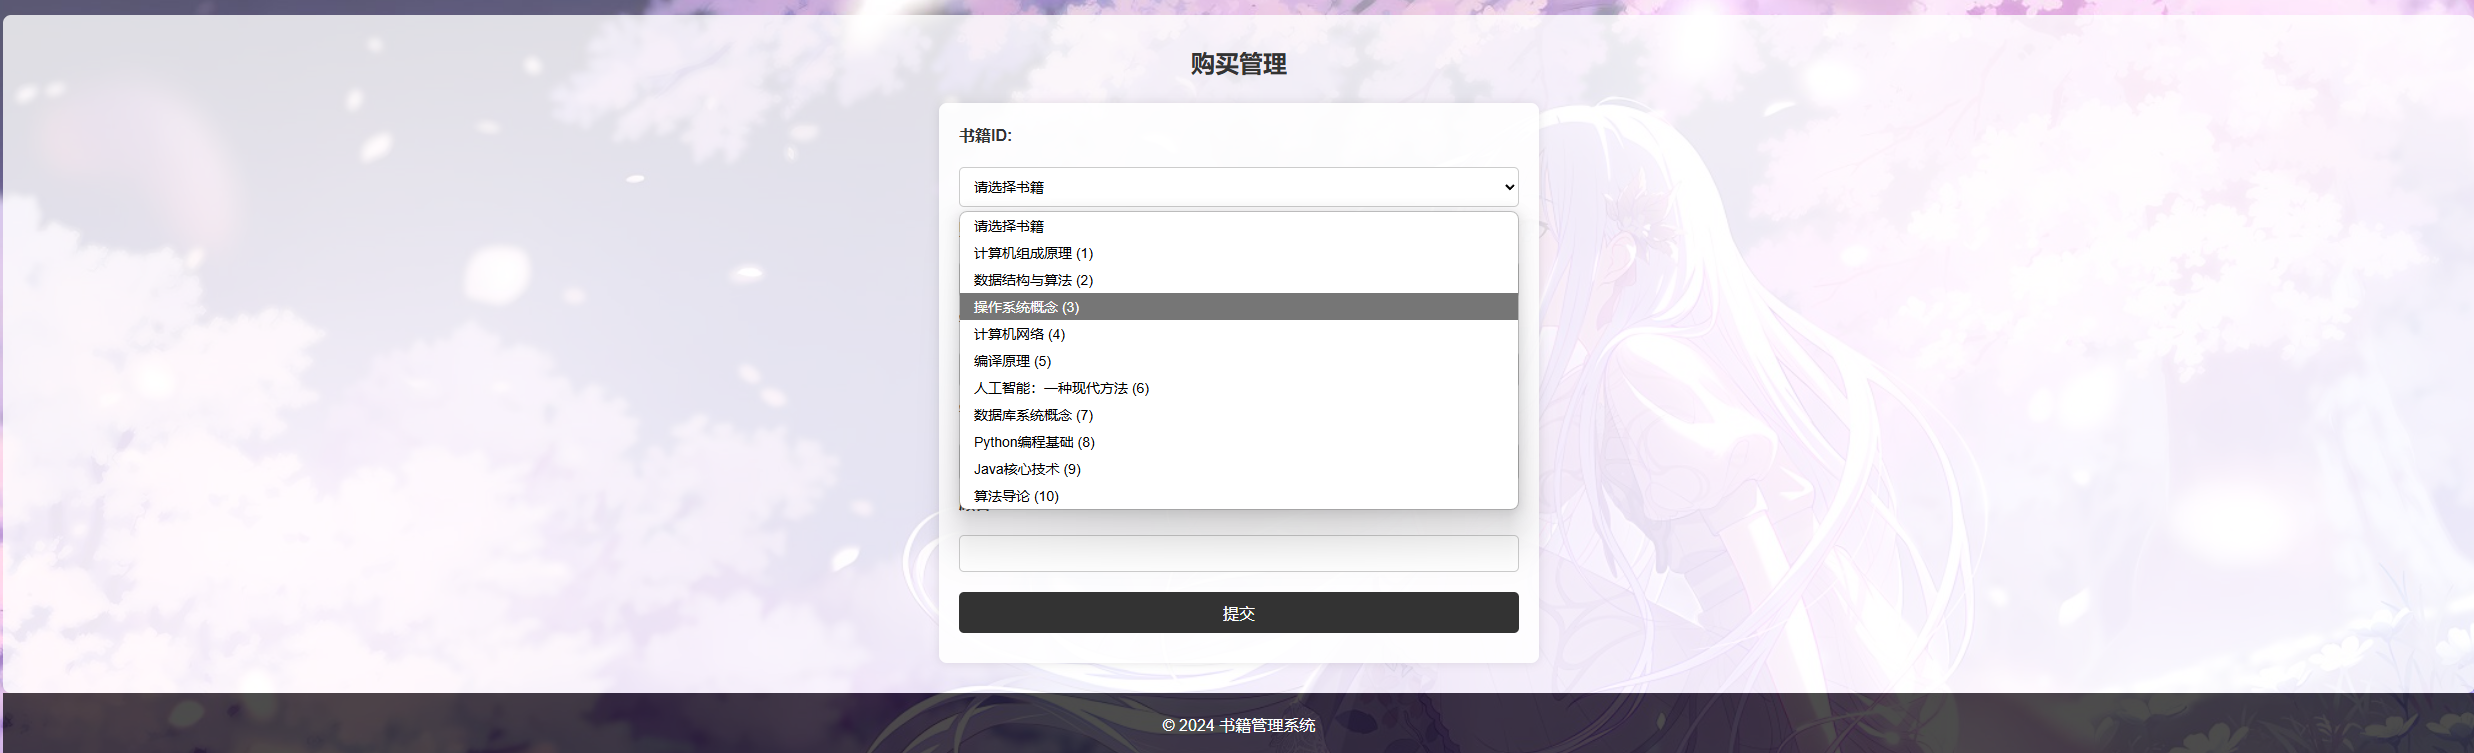 购买管理
书籍ID:
请选择书籍
请选择书籍
计算机组成原理 (1)
数据结构与算法 (2)
操作系统概念 (3)
计算机网络 (4)
编译原理 (5)
人工智能：一种现代方法 (6)
数据库系统概念 (7)
Python编程基础 (8)
Java核心技术 (9)
算法导论 (10)
提交
© 2024 书籍管理系统